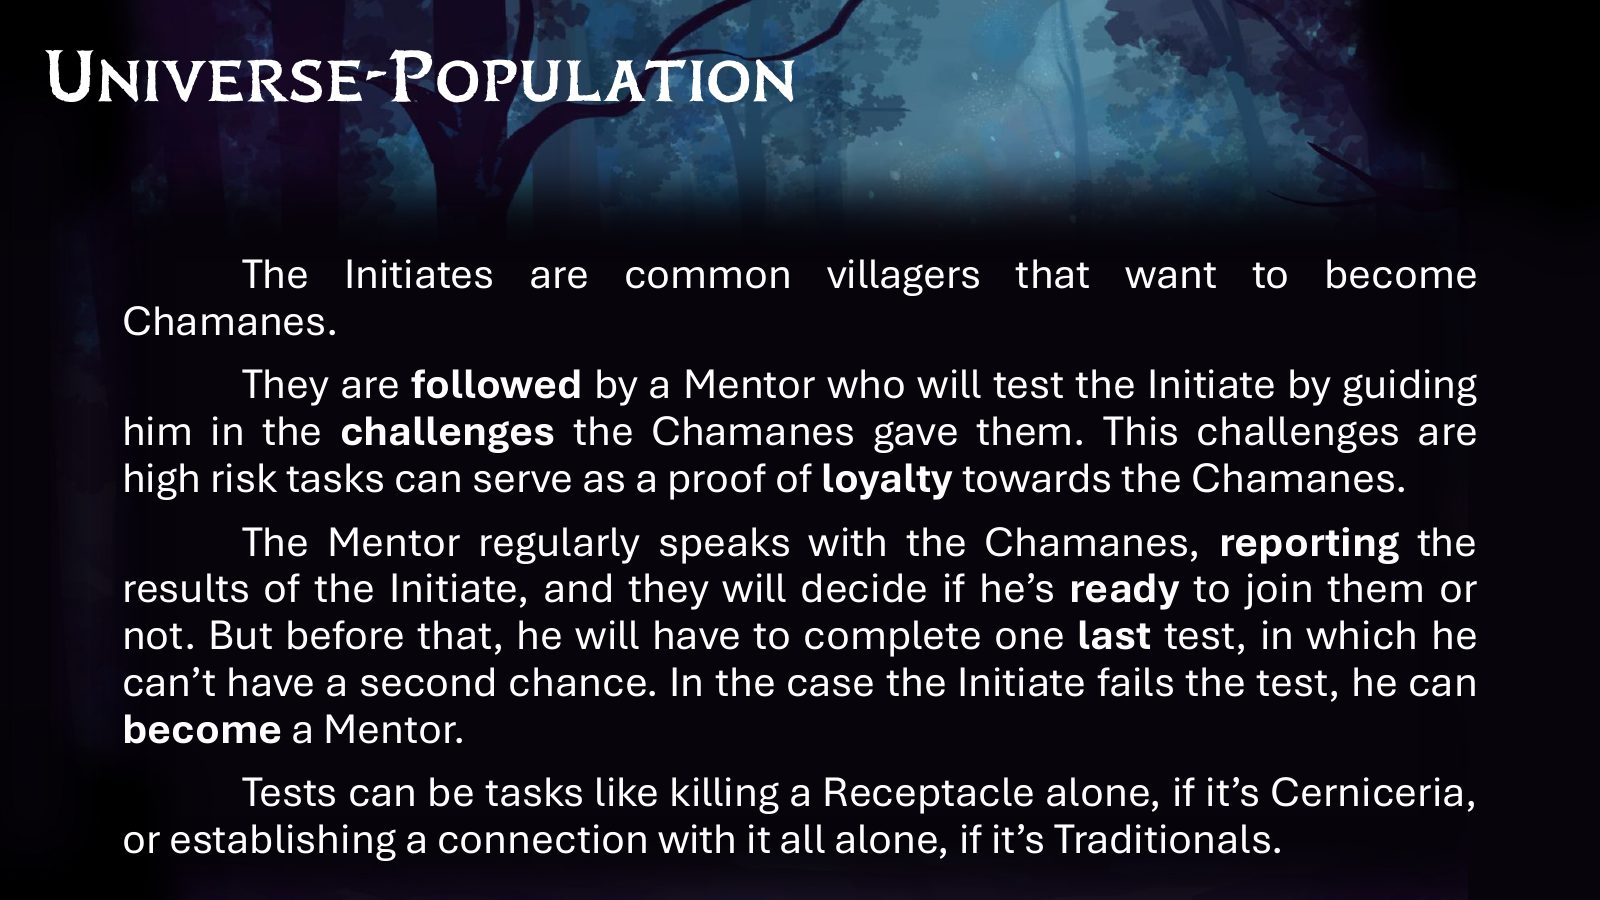 Universe-Population
The Initiates are common villagers that want to become
Chamanes.
They are followed by a Mentor who will test the Initiate by guiding
him in the challenges the Chamanes gave them. This challenges are
high risk tasks can serve as a proof of loyalty towards the Chamanes.
The Mentor regularly speaks with the Chamanes, reporting the
results of the Initiate, and they will decide if he’s ready to join them or
not. But before that, he will have to complete one last test, in which he
can’t have a second chance. In the case the Initiate fails the test, he can
become a Mentor.
Tests can be tasks like killing a Receptacle alone, if it’s Cerniceria,
or establishing a connection with it all alone, if it’s Traditionals.